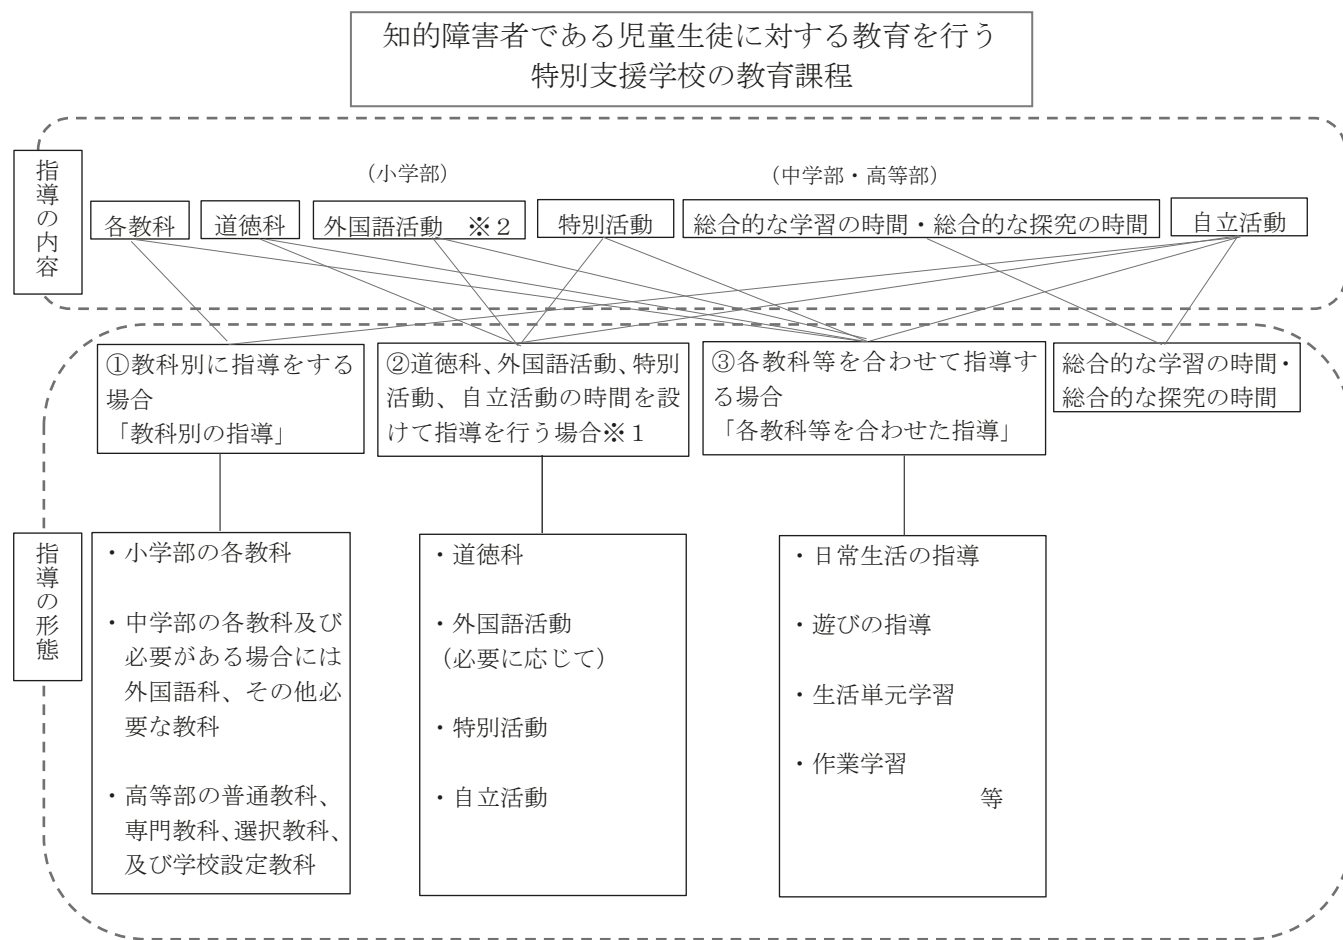 知的障害者である児童生徒に対する教育を行う
特別支援学校の教育課程
指導の内容
（小学部）
（中学部・高等部）
各教科
道徳科
外国語活動　※２
特別活動
総合的な学習の時間・総合的な探究の時間
自立活動
①教科別に指導をする
場合
「教科別の指導」
②道徳科、外国語活動、特別
活動、自立活動の時間を設
けて指導を行う場合※１
③各教科等を合わせて指導す
る場合
「各教科等を合わせた指導」
総合的な学習の時間・
総合的な探究の時間
指導の形態
・小学部の各教科
・中学部の各教科及び
必要がある場合には
外国語科、その他必
要な教科
・高等部の普通教科、
専門教科、選択教科、
及び学校設定教科
・道徳科
・外国語活動
（必要に応じて）
・特別活動
・自立活動
・日常生活の指導
・遊びの指導
・生活単元学習
・作業学習
等